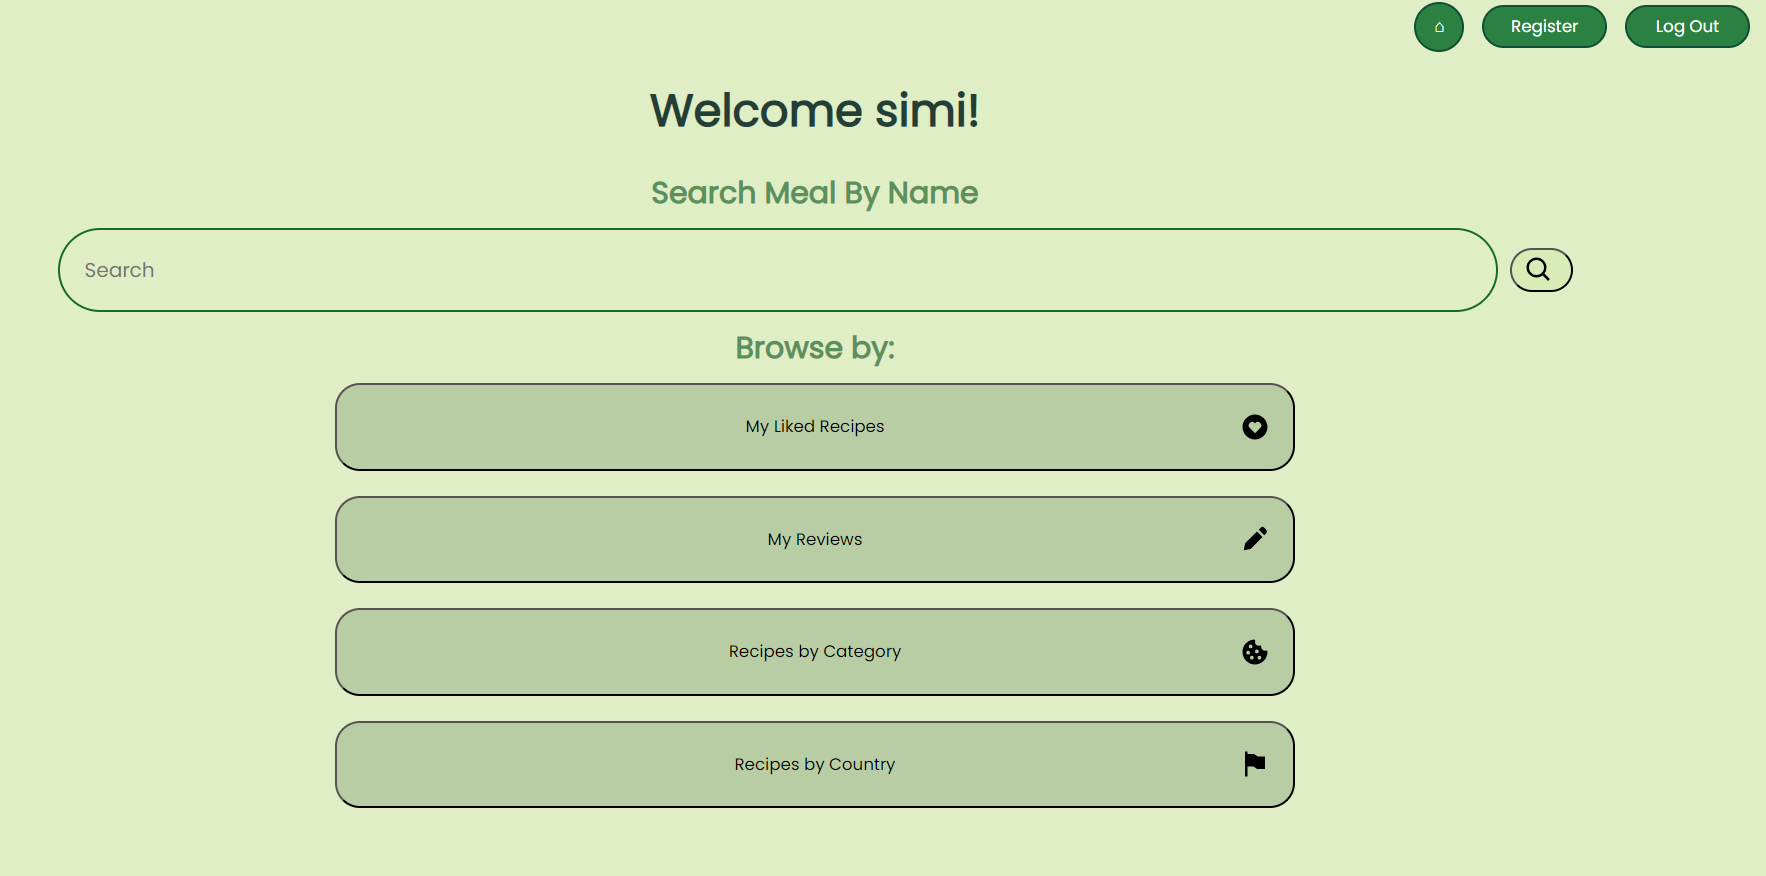 ⌂ Register Log Out
Welcome simi!
Search Meal By Name
Search
Browse by:
My Liked Recipes
My Reviews
Recipes by Category
Recipes by Country